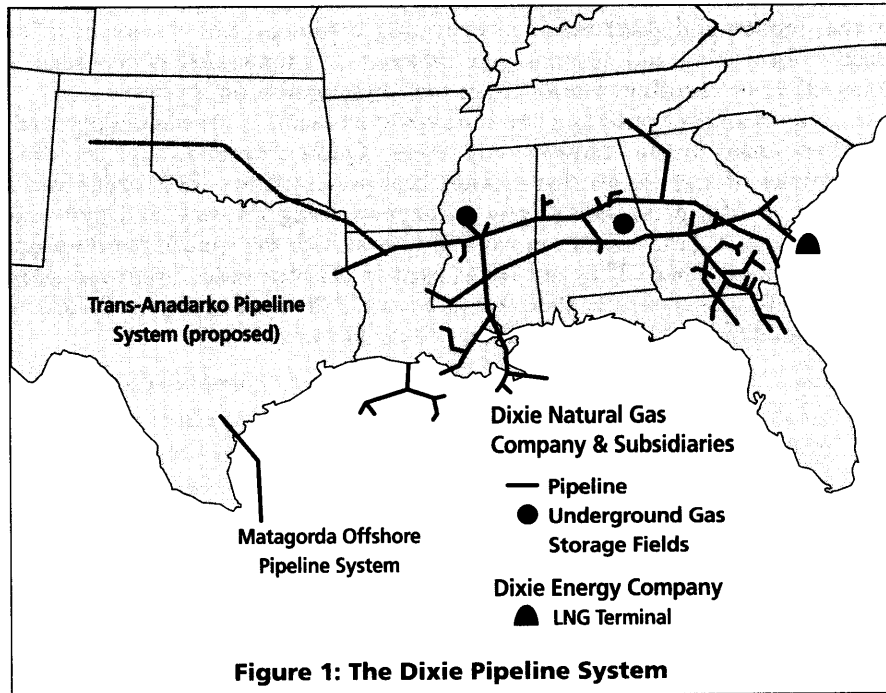 Trans-Anadarko Pipeline
System (proposed)
Matagorda Offshore
Pipeline System
Dixie Natural Gas
Company & Subsidiaries
Pipeline
Underground Gas
Storage Fields
Dixie Energy Company
LNG Terminal
Figure 1: The Dixie Pipeline System